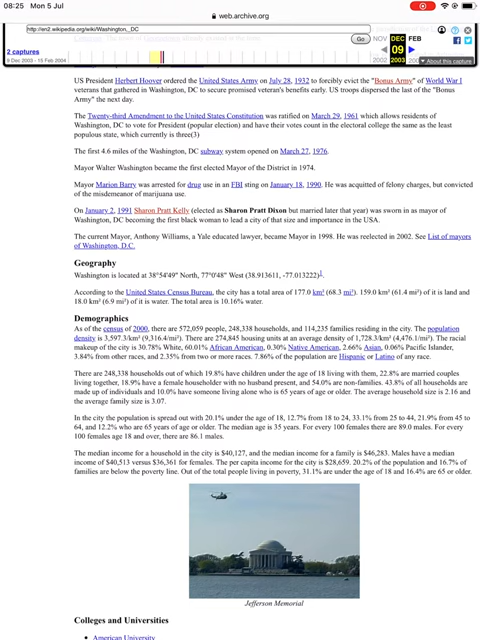 08:25 Mon 5 Jul
web.archive.org
http://en2.wikipedia.org/wiki/Washington,_DC
Go
NOV DEC FEB
09
2002 2003 200
2 captures
9 Dec 2003 - 15 Feb 2004
About this capture
US President Herbert Hoover ordered the United States Army on July 28, 1932 to forcibly evict the "Bonus Army" of World War I
veterans that gathered in Washington, DC to secure promised veteran's benefits early. US troops dispersed the last of the "Bonus
Army" the next day.
The Twenty-third Amendment to the United States Constitution was ratified on March 29, 1961 which allows residents of
Washington, DC to vote for President (popular election) and have their votes count in the electoral college the same as the least
populous state, which currently is three(3)
The first 4.6 miles of the Washington, DC subway system opened on March 27, 1976.
Mayor Walter Washington became the first elected Mayor of the District in 1974.
Mayor Marion Barry was arrested for drug use in an FBI sting on January 18, 1990. He was acquitted of felony charges, but convicted
of the misdemeanor of marijuana use.
On January 2, 1991 Sharon Pratt Kelly (elected as Sharon Pratt Dixon but married later that year) was sworn in as mayor of
Washington, DC becoming the first black woman to lead a city of that size and importance in the USA.
The current Mayor, Anthony Williams, a Yale educated lawyer, became Mayor in 1998. He was reelected in 2002. See List of mayors
of Washington, D.C.
Geography
Washington is located at 38°54'49" North, 77°0'48" West (38.913611, -77.013222)1.
According to the United States Census Bureau, the city has a total area of 177.0 km² (68.3 mi²). 159.0 km² (61.4 mi²) of it is land and
18.0 km² (6.9 mi²) of it is water. The total area is 10.16% water.
Demographics
As of the census of 2000, there are 572,059 people, 248,338 households, and 114,235 families residing in the city. The population
density is 3,597.3/km² (9,316.4/mi²). There are 274,845 housing units at an average density of 1,728.3/km² (4,476.1/mi²). The racial
makeup of the city is 30.78% White, 60.01% African American, 0.30% Native American, 2.66% Asian, 0.06% Pacific Islander,
3.84% from other races, and 2.35% from two or more races. 7.86% of the population are Hispanic or Latino of any race.
There are 248,338 households out of which 19.8% have children under the age of 18 living with them, 22.8% are married couples
living together, 18.9% have a female householder with no husband present, and 54.0% are non-families. 43.8% of all households are
made up of individuals and 10.0% have someone living alone who is 65 years of age or older. The average household size is 2.16 and
the average family size is 3.07.
In the city the population is spread out with 20.1% under the age of 18, 12.7% from 18 to 24, 33.1% from 25 to 44, 21.9% from 45 to
64, and 12.2% who are 65 years of age or older. The median age is 35 years. For every 100 females there are 89.0 males. For every
100 females age 18 and over, there are 86.1 males.
The median income for a household in the city is $40,127, and the median income for a family is $46,283. Males have a median
income of $40,513 versus $36,361 for females. The per capita income for the city is $28,659. 20.2% of the population and 16.7% of
families are below the poverty line. Out of the total people living in poverty, 31.1% are under the age of 18 and 16.4% are 65 or older.
Jefferson Memorial
Colleges and Universities
American University